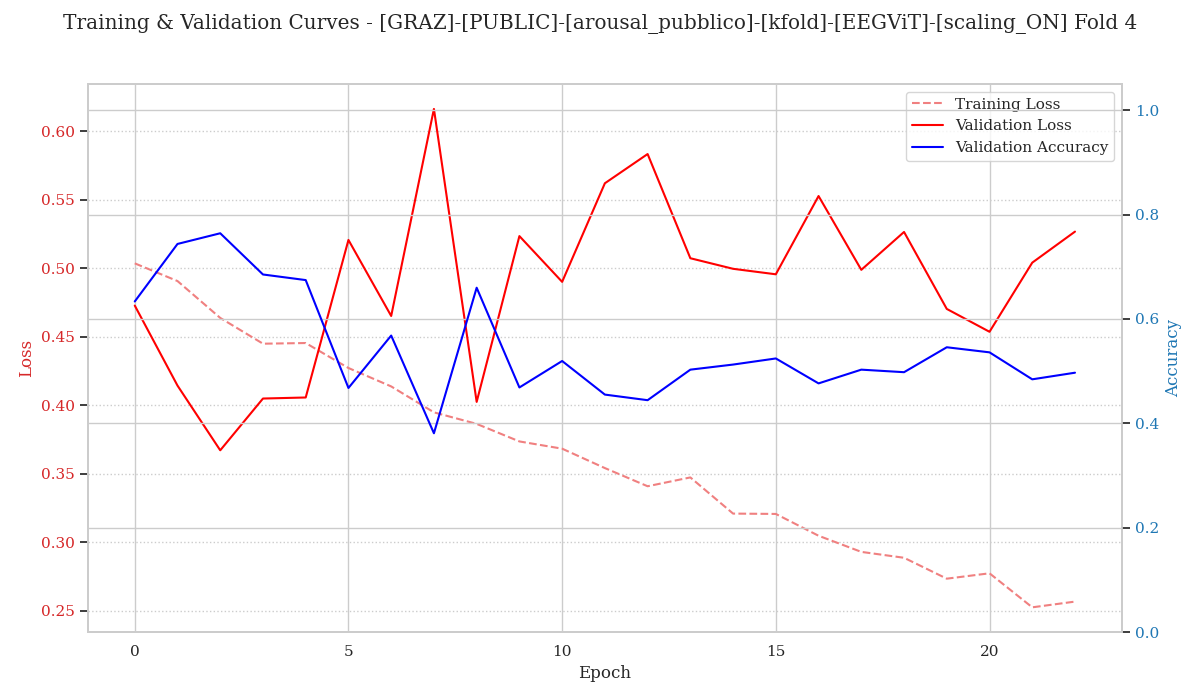 Training & Validation Curves - [GRAZ]-[PUBLIC]-[arousal_pubblico]-[kfold]-[EEGViT]-[scaling_ON] Fold 4
Training Loss
Validation Loss
Validation Accuracy
0.60
0.55
0.50
0.45
0.40
0.35
0.30
0.25
Loss
1.0
0.8
0.6
0.4
0.2
0.0
Accuracy
0 5 10 15 20
Epoch